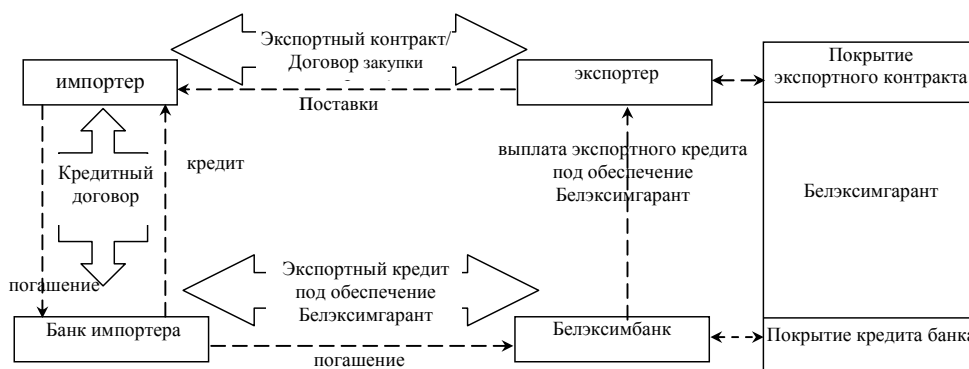 Экспортный контракт/
Договор закупки
импортер
экспортер
Покрытие
экспортного контракта
Поставки
кредит
Кредитный
договор
выплата экспортного кредита
под обеспечение
Белэксимгарант
Белэксимгарант
погашение
Экспортный кредит
под обеспечение
Белэксимгарант
Банк импортера
Белэксимбанк
Покрытие кредита банка
погашение